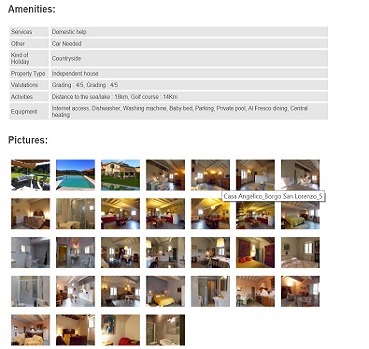 Amenities:
Services Domestic help
Other Car Needed
Kind of
Holiday Countryside
Property Type Independent house
Valutations Grading : 4/5, Grading : 4/5
Activities Distance to the sea/lake : 18km, Golf course : 14Km
Equipment Internet access, Dishwasher, Washing machine, Baby bed, Parking, Private pool, Al Fresco dining, Central
heating
Pictures:
Casa Angelico_Borgo San Lorenzo_5